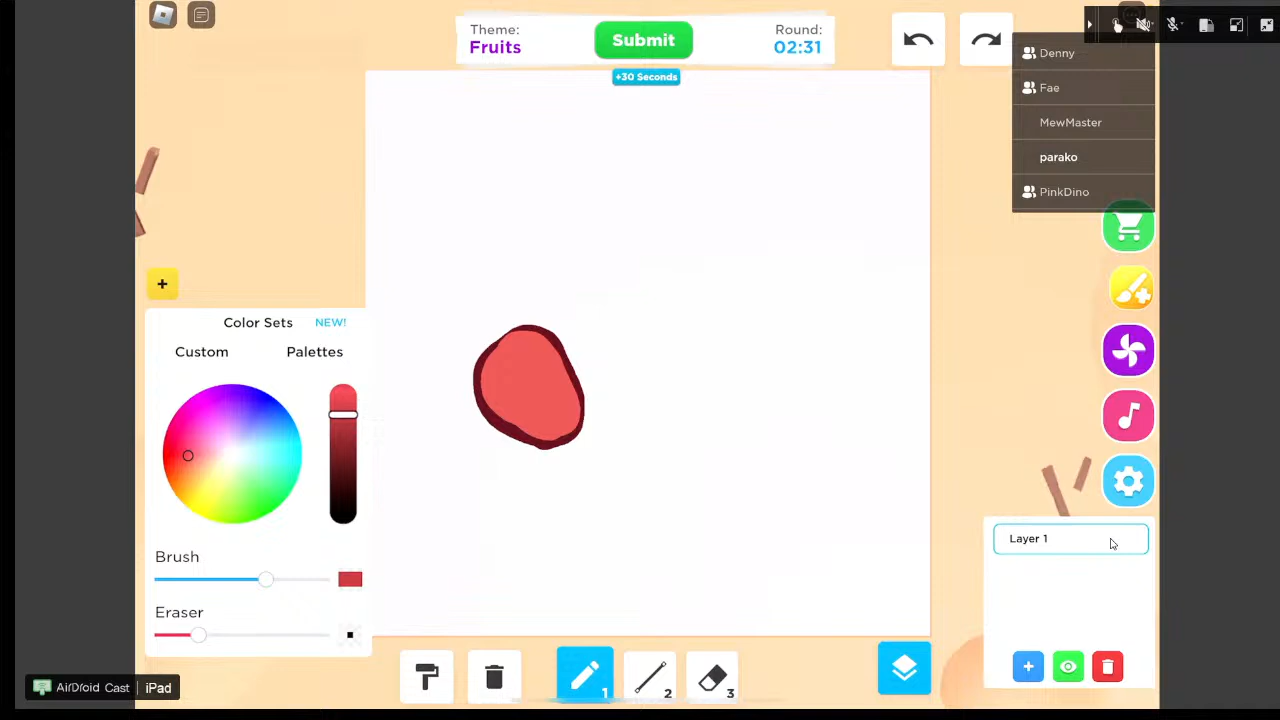 Theme:
Fruits
Submit
Round:
02:31
+30 Seconds
Denny
Fae
MewMaster
parako
PinkDino
+
Color Sets NEW!
Custom Palettes
Brush
Eraser
Layer 1
1
2
3
+
AirDroid Cast | iPad